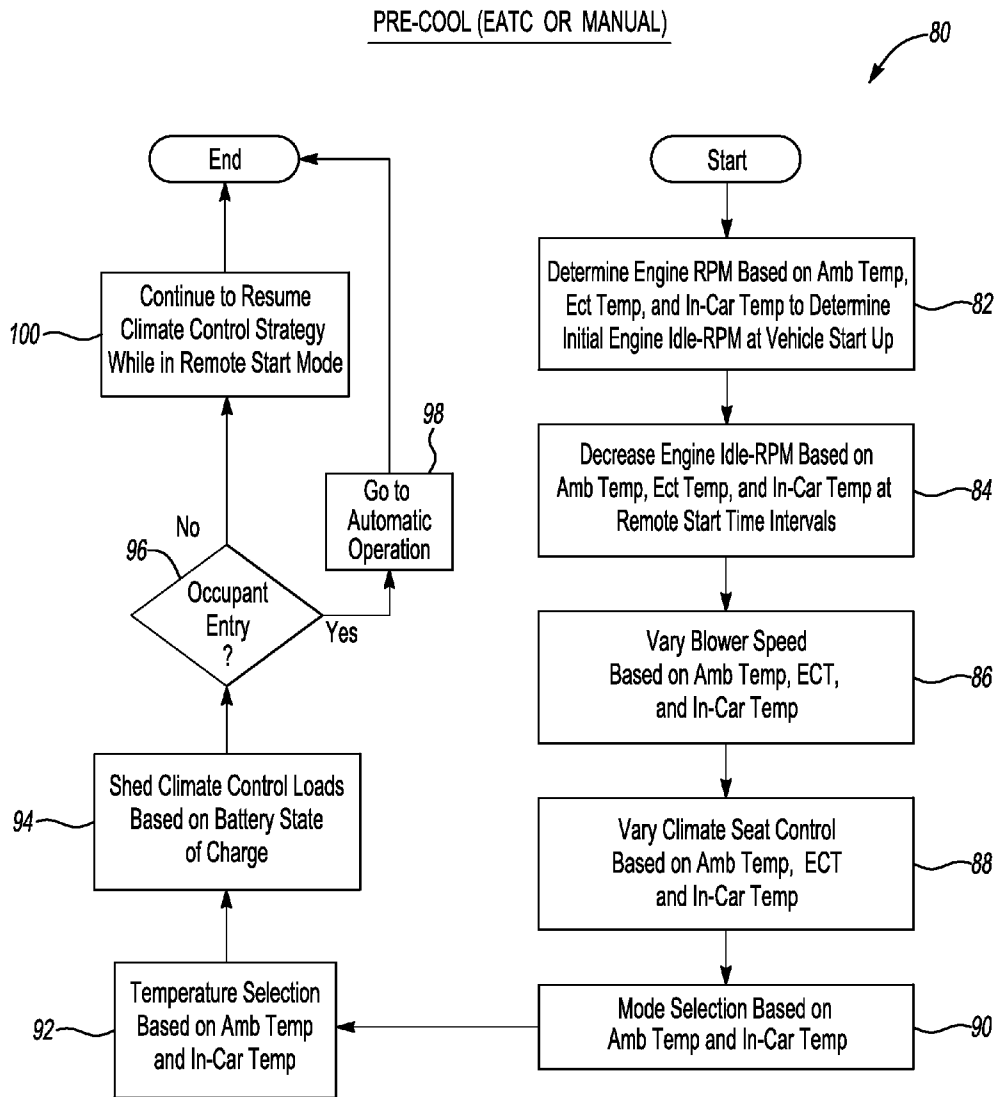 PRE-COOL (EATC OR MANUAL)
80
Start
Determine Engine RPM Based on Amb Temp,
Ect Temp, and In-Car Temp to Determine
Initial Engine Idle-RPM at Vehicle Start Up
82
Decrease Engine Idle-RPM Based on
Amb Temp, Ect Temp, and In-Car Temp at
Remote Start Time Intervals
84
Vary Blower Speed
Based on Amb Temp, ECT,
and In-Car Temp
86
Vary Climate Seat Control
Based on Amb Temp, ECT
and In-Car Temp
88
Mode Selection Based on
Amb Temp and In-Car Temp
90
Temperature Selection
Based on Amb Temp
and In-Car Temp
92
Shed Climate Control Loads
Based on Battery State
of Charge
94
Occupant
Entry
?
96
Yes
No
Go to
Automatic
Operation
98
Continue to Resume
Climate Control Strategy
While in Remote Start Mode
100
End